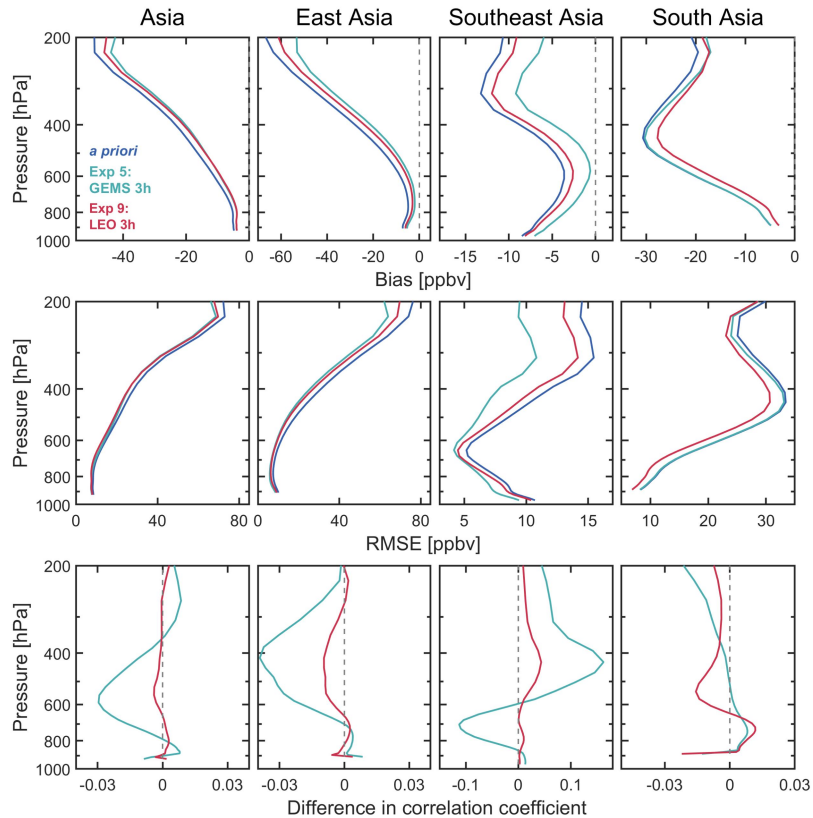 Asia East Asia Southeast Asia South Asia
Pressure [hPa]
200
400
600
800
1000
a priori
Exp 5:
GEMS 3h
Exp 9:
LEO 3h
-40 -20 0 -60 -40 -20 0 -15 -10 -5 0 -30 -20 -10 0
Bias [ppbv]
Pressure [hPa]
200
400
600
800
1000
0 40 80 0 40 80 5 10 15 10 20 30
RMSE [ppbv]
Pressure [hPa]
200
400
600
800
1000
-0.03 0 0.03 -0.03 0 0.03 -0.1 0 0.1 -0.03 0 0.03
Difference in correlation coefficient